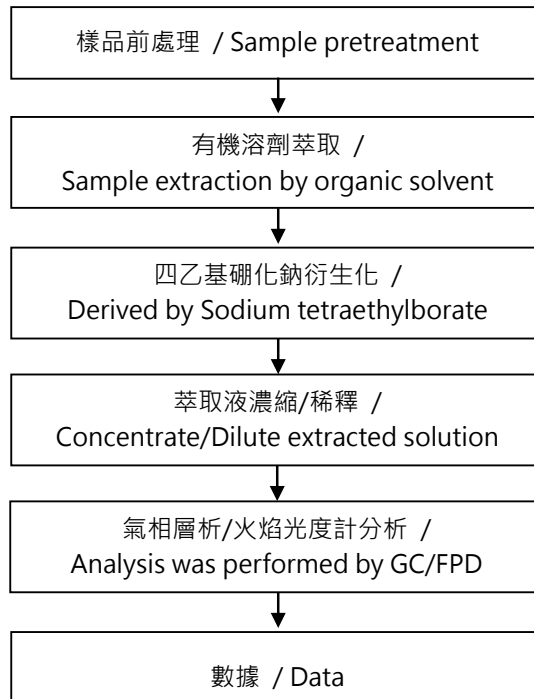 樣品前處理 / Sample pretreatment
有機溶劑萃取 /
Sample extraction by organic solvent
四乙基硼化鈉衍生化 /
Derived by Sodium tetraethylborate
萃取液濃縮/稀釋 /
Concentrate/Dilute extracted solution
氣相層析/火焰光度計分析 /
Analysis was performed by GC/FPD
數據 / Data